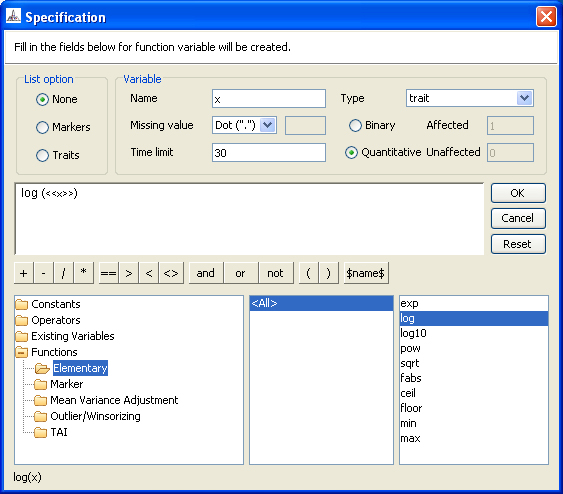 Specification
Fill in the fields below for function variable will be created.
List option
Variable
None
Name
x
Type
trait
Markers
Missing value
Dot (".")
Binary
Affected
1
Traits
Time limit
30
Quantitative
Unaffected
0
log (<<x>>)
OK
Cancel
Reset
+ - / * == > < <> and or not ( ) $name$
Constants
Operators
Existing Variables
Functions
Elementary
Marker
Mean Variance Adjustment
Outlier/Winsorizing
TAI
<All>
exp
log
log10
pow
sqrt
fabs
ceil
floor
min
max
log(x)